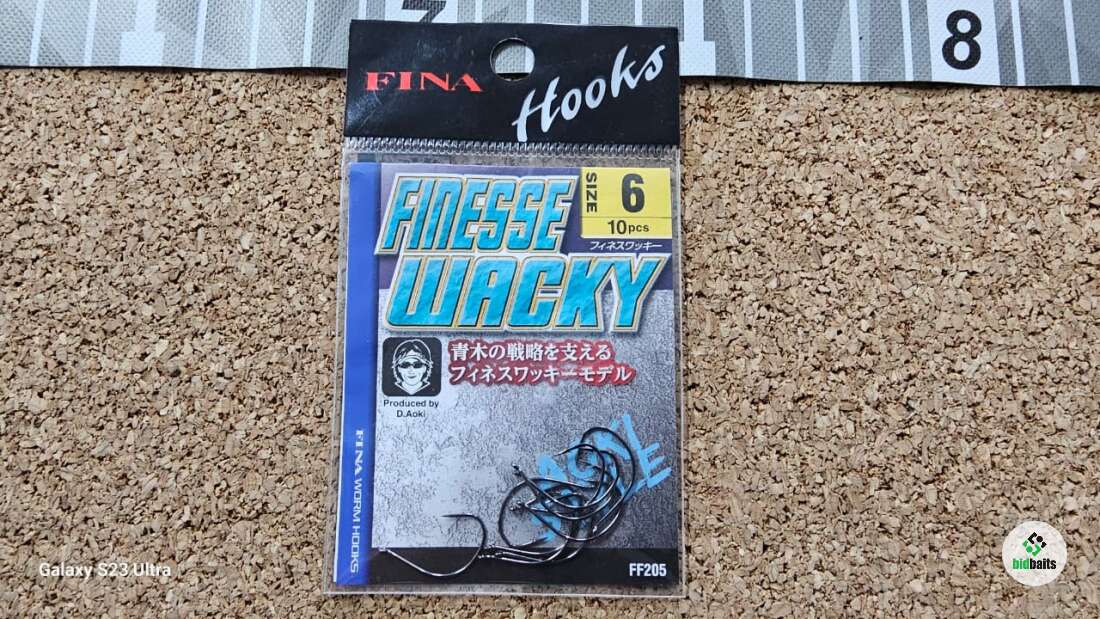 7
8
FINA
Hooks
SIZE
6
10pcs
FINESSE
フィネスワッキー
WACKY
青木の戦略を支える
フィネスワッキーモデル
Produced by
D.Aoki
FINA WORM HOOKS
FF205
Galaxy S23 Ultra
bidbaits